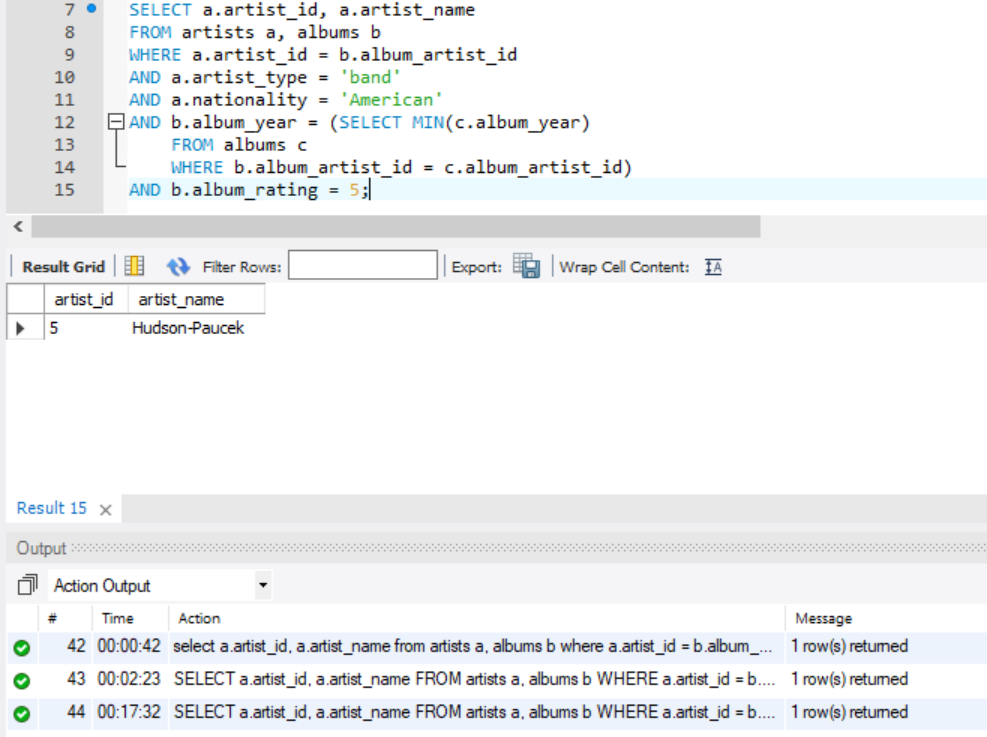 7 SELECT a.artist_id, a.artist_name
8 FROM artists a, albums b
9 WHERE a.artist_id = b.album_artist_id
10 AND a.artist_type = 'band'
11 AND a.nationality = 'American'
12 AND b.album_year = (SELECT MIN(c.album_year)
13 FROM albums c
14 WHERE b.album_artist_id = c.album_artist_id)
15 AND b.album_rating = 5;
Result Grid Filter Rows: Export: Wrap Cell Content: IA
artist_id artist_name
5 Hudson-Paucek
Result 15 ×
Output
Action Output
# Time Action Message
42 00:00:42 select a.artist_id, a.artist_name from artists a, albums b where a.artist_id = b.album_... 1 row(s) returned
43 00:02:23 SELECT a.artist_id, a.artist_name FROM artists a, albums b WHERE a.artist_id = b.... 1 row(s) returned
44 00:17:32 SELECT a.artist_id, a.artist_name FROM artists a, albums b WHERE a.artist_id = b.... 1 row(s) returned